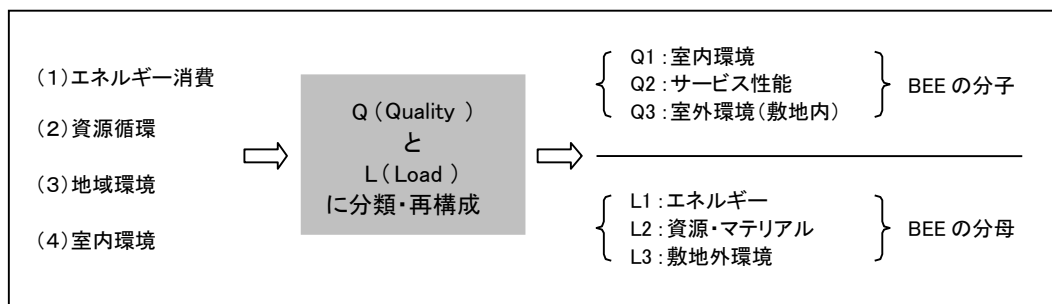 (1)エネルギー消費
(2)資源循環
(3)地域環境
(4)室内環境
Q(Quality)
と
L(Load)
に分類・再構成
Q1:室内環境
Q2:サービス性能
Q3:室外環境(敷地内)
BEEの分子
L1:エネルギー
L2:資源・マテリアル
L3:敷地外環境
BEEの分母